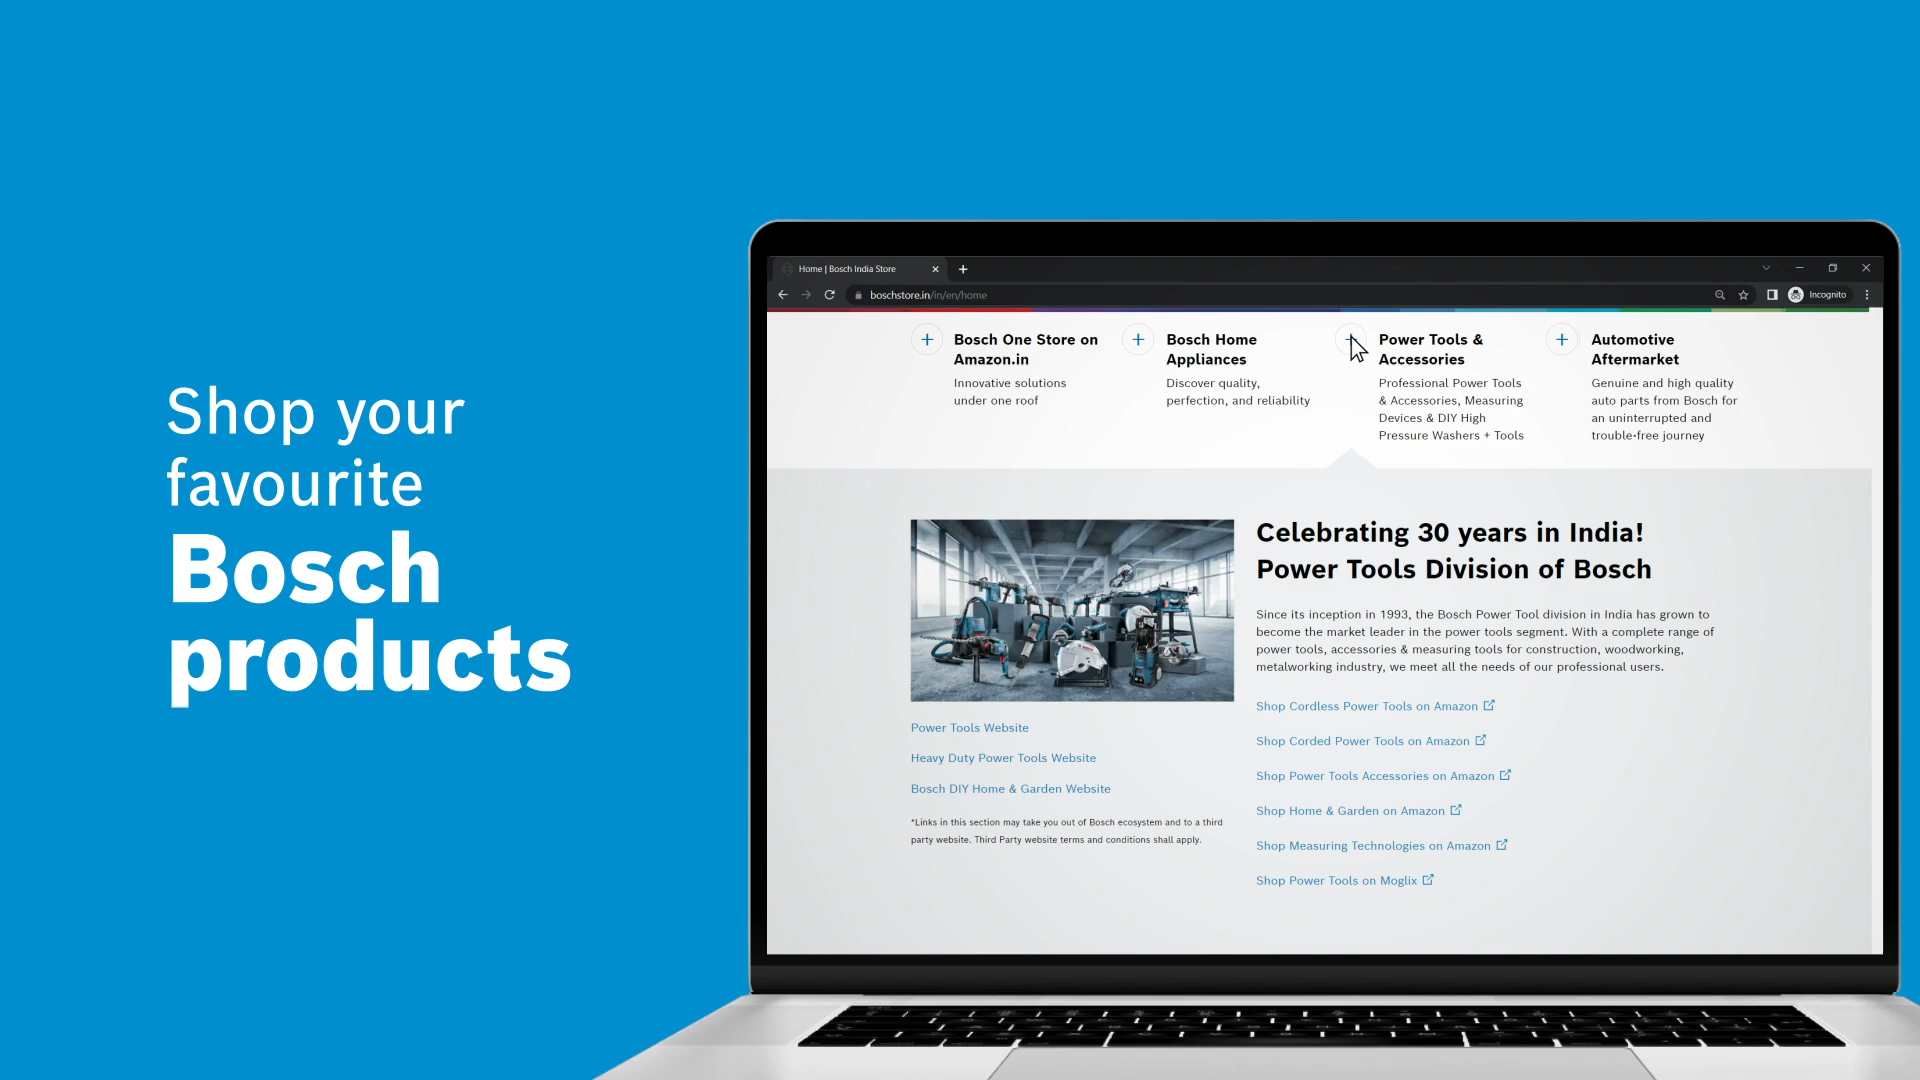 Shop your
favourite
Bosch
products
Home | Bosch India Store
boschstore.in/in/en/home
Incognito
Bosch One Store on
Amazon.in
Innovative solutions
under one roof
Bosch Home
Appliances
Discover quality,
perfection, and reliability
Power Tools &
Accessories
Professional Power Tools
& Accessories, Measuring
Devices & DIY High
Pressure Washers + Tools
Automotive
Aftermarket
Genuine and high quality
auto parts from Bosch for
an uninterrupted and
trouble-free journey
Power Tools Website
Heavy Duty Power Tools Website
Bosch DIY Home & Garden Website
*Links in this section may take you out of Bosch ecosystem and to a third
party website. Third Party website terms and conditions shall apply.
Celebrating 30 years in India!
Power Tools Division of Bosch
Since its inception in 1993, the Bosch Power Tool division in India has grown to
become the market leader in the power tools segment. With a complete range of
power tools, accessories & measuring tools for construction, woodworking,
metalworking industry, we meet all the needs of our professional users.
Shop Cordless Power Tools on Amazon
Shop Corded Power Tools on Amazon
Shop Power Tools Accessories on Amazon
Shop Home & Garden on Amazon
Shop Measuring Technologies on Amazon
Shop Power Tools on Moglix